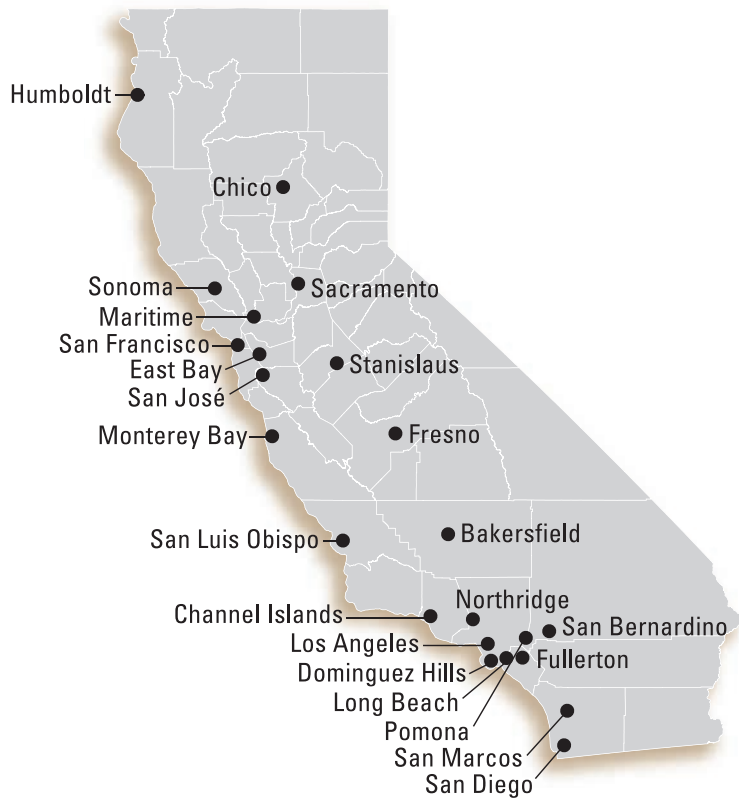 Humboldt
Chico
Sonoma
Sacramento
Maritime
San Francisco
East Bay
Stanislaus
San José
Monterey Bay
Fresno
San Luis Obispo
Bakersfield
Channel Islands
Northridge
San Bernardino
Los Angeles
Fullerton
Dominguez Hills
Long Beach
Pomona
San Marcos
San Diego